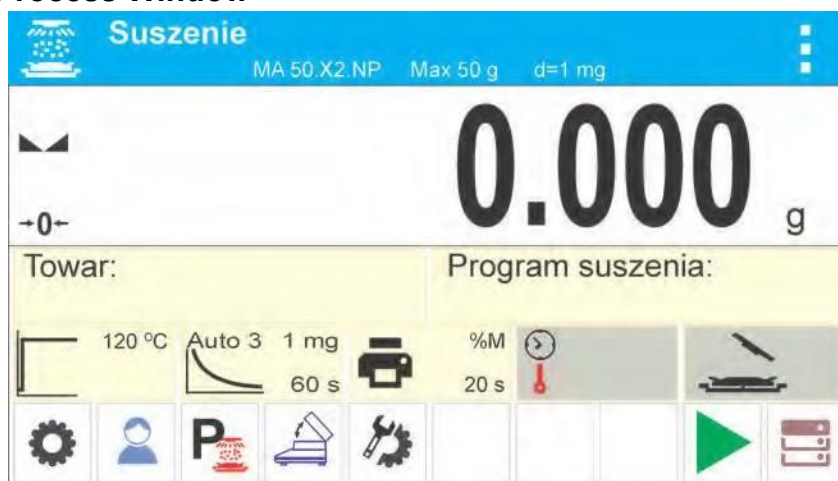 Suszenie
MA 50.X2.NP Max 50 g d=1 mg
0.000 g
→0←
Towar: Program suszenia:
120 °C Auto 3 1 mg %M
60 s 20 s
P